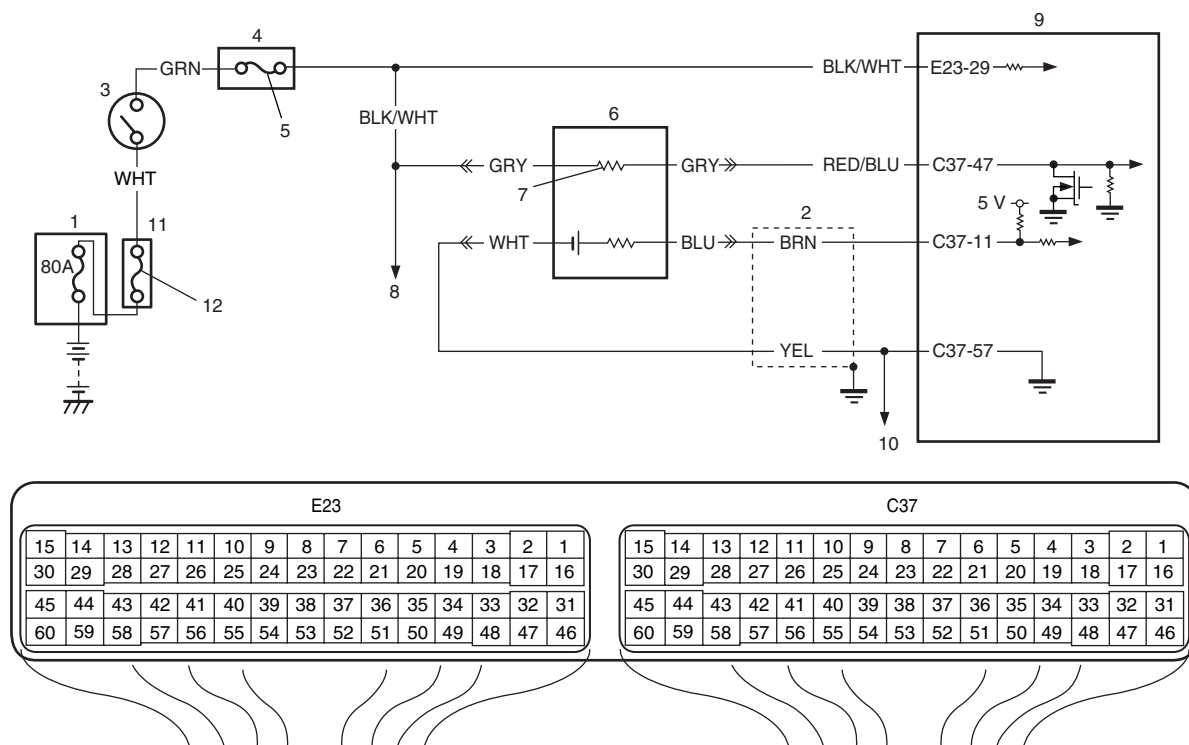 9
4
GRN
BLK/WHT
E23-29
3
5
BLK/WHT
6
GRY
GRY
RED/BLU
C37-47
WHT
7
5 V
1
11
2
WHT
BLU
BRN
C37-11
80A
12
8
YEL
C37-57
10
E23
15 14 13 12 11 10 9 8 7 6 5 4 3 2 1
30 29 28 27 26 25 24 23 22 21 20 19 18 17 16
45 44 43 42 41 40 39 38 37 36 35 34 33 32 31
60 59 58 57 56 55 54 53 52 51 50 49 48 47 46
C37
15 14 13 12 11 10 9 8 7 6 5 4 3 2 1
30 29 28 27 26 25 24 23 22 21 20 19 18 17 16
45 44 43 42 41 40 39 38 37 36 35 34 33 32 31
60 59 58 57 56 55 54 53 52 51 50 49 48 47 46